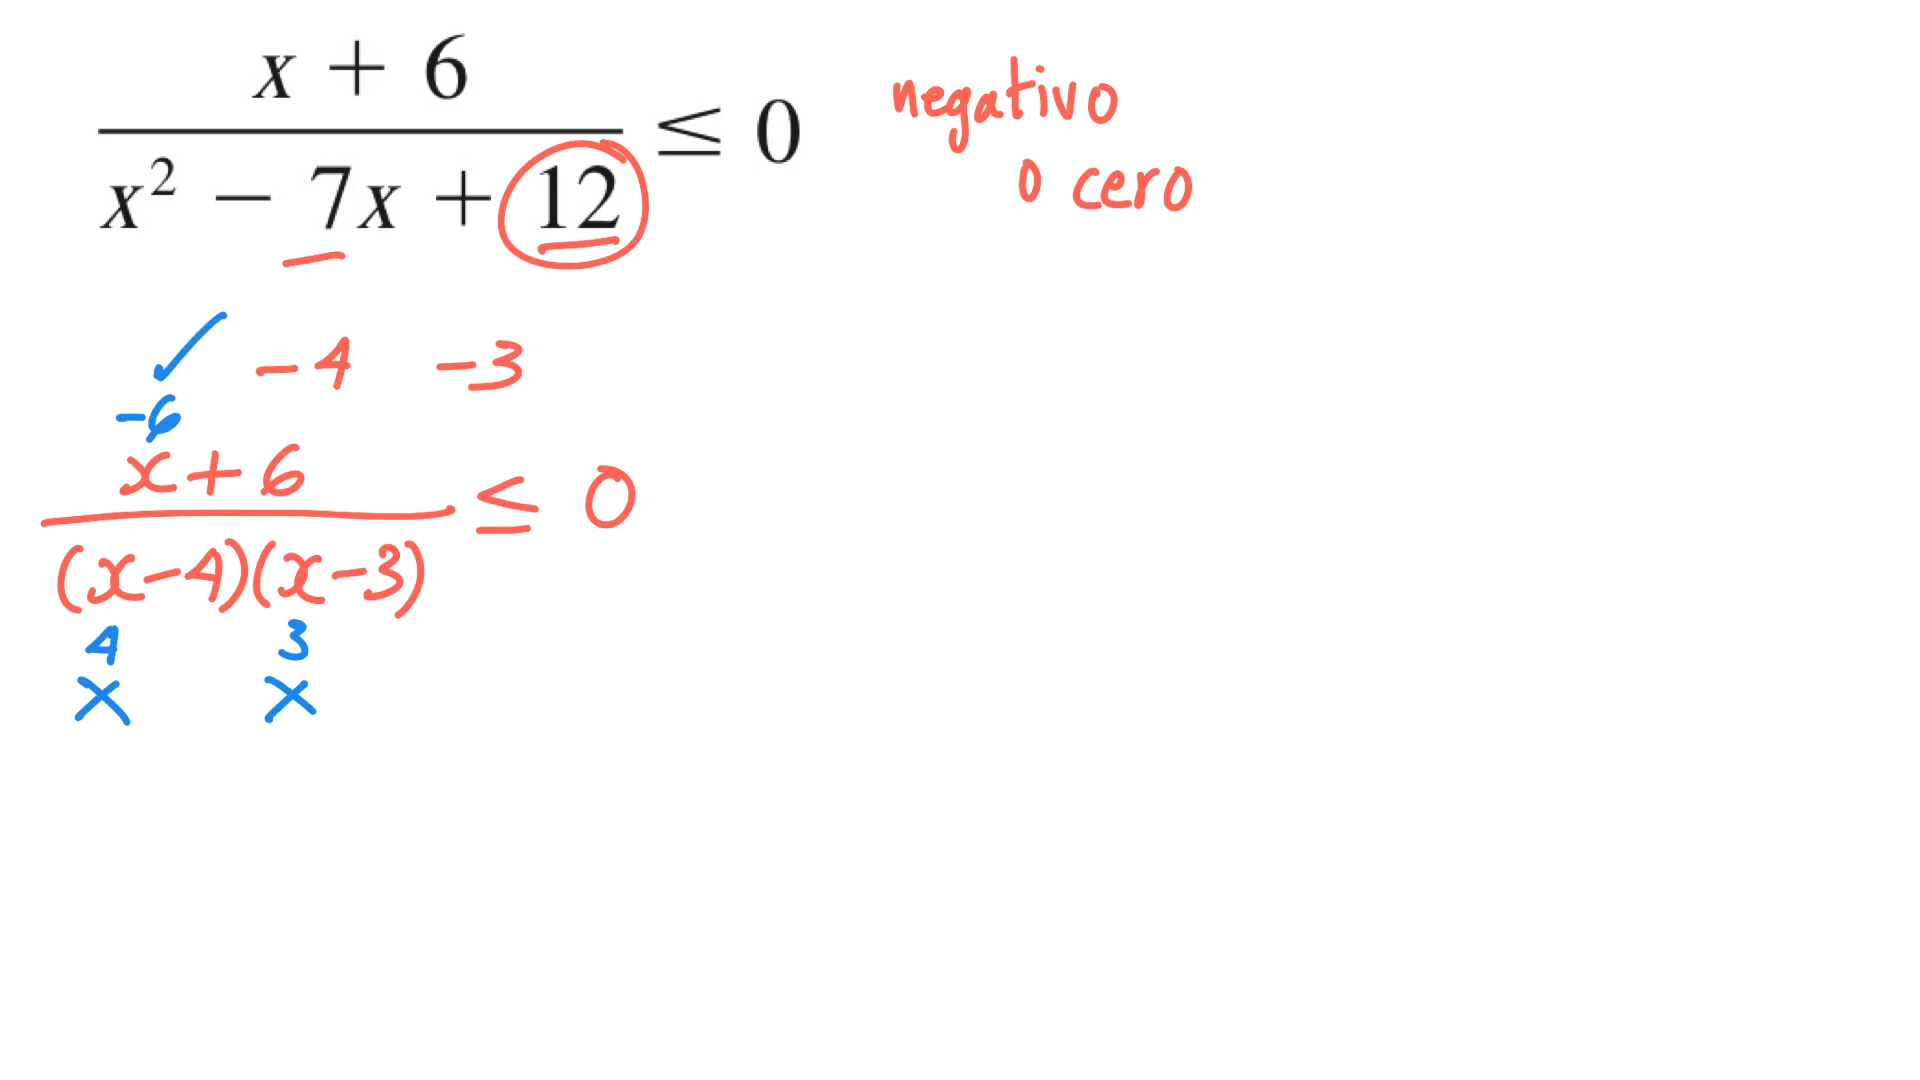 x + 6
x² − 7x + 12 ≤ 0 negativo
o cero
✓ −4 −3
−6
x + 6
(x−4)(x−3) ≤ 0
4 3
× ×